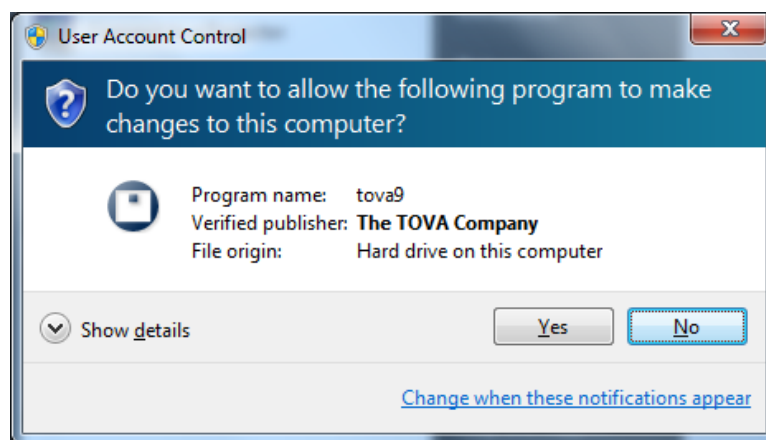 User Account Control
Do you want to allow the following program to make
changes to this computer?
Program name: tova9
Verified publisher: The TOVA Company
File origin: Hard drive on this computer
Show details
Yes
No
Change when these notifications appear